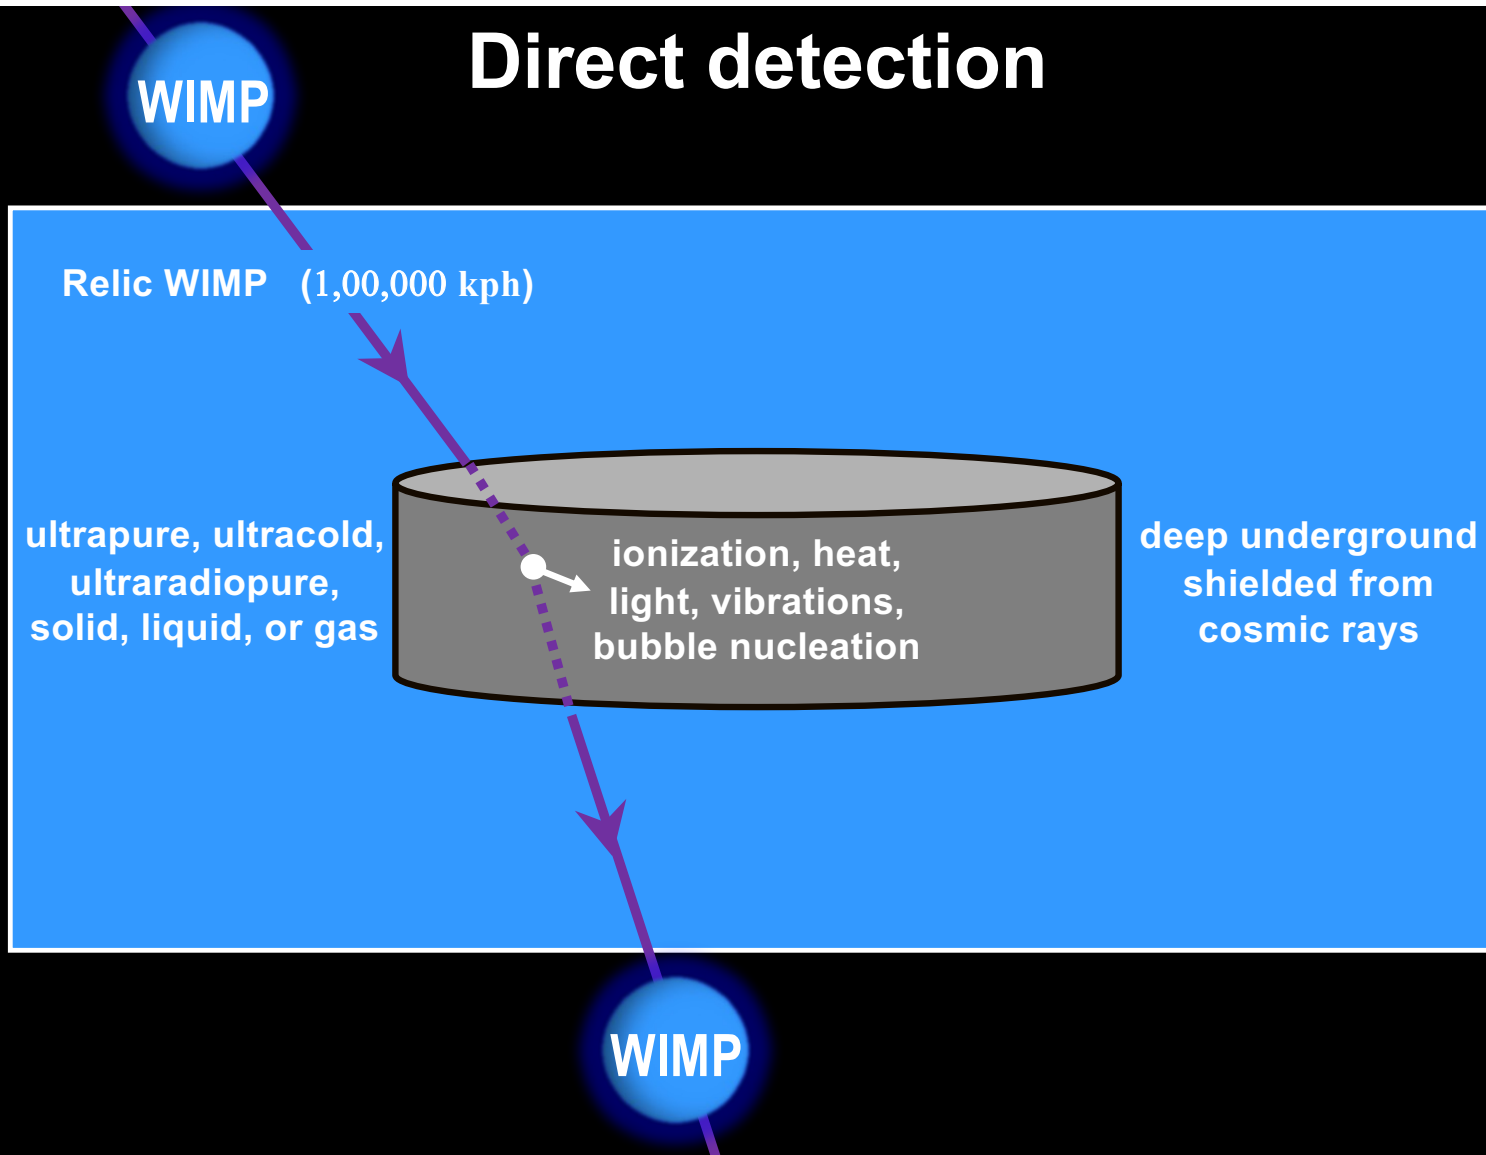 Direct detection
WIMP
Relic WIMP (1,00,000 kph)
ultrapure, ultracold,
ultraradiopure,
solid, liquid, or gas
ionization, heat,
light, vibrations,
bubble nucleation
deep underground
shielded from
cosmic rays
WIMP